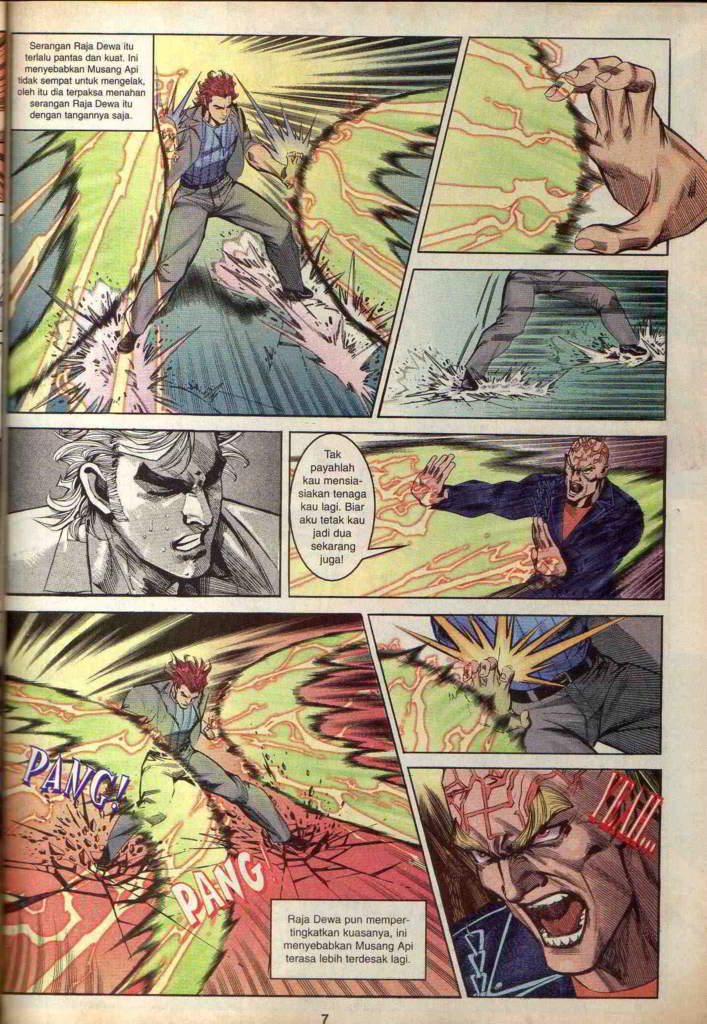 Serangan Raja Dewa itu
terlalu pantas dan kuat. Ini
menyebabkan Musang Api
tidak sempat untuk mengelak,
oleh itu dia terpaksa menahan
serangan Raja Dewa itu
dengan tangannya saja.
Tak
payahlah
kau mensia-
siakan tenaga
kau lagi. Biar
aku tetak kau
jadi dua
sekarang
juga!
PANG!
PANG
Raja Dewa pun memper-
tingkatkan kuasanya, ini
menyebabkan Musang Api
terasa lebih terdesak lagi.
7